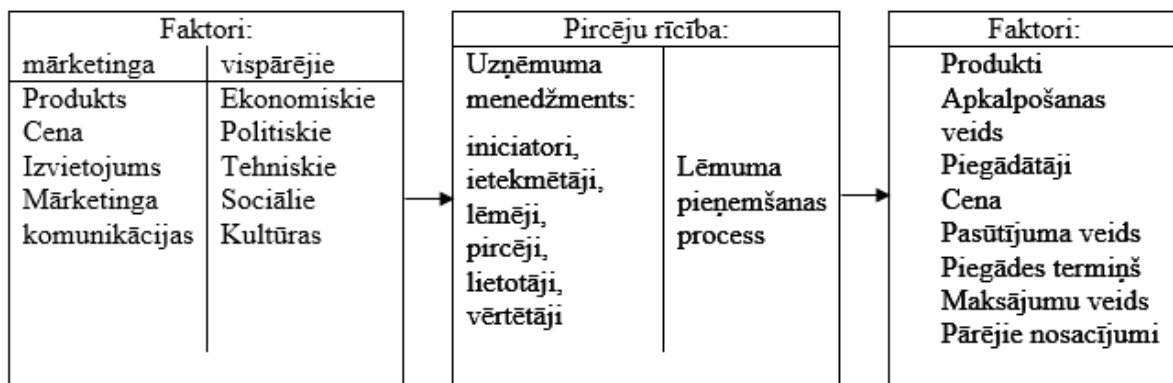 Faktori:
mārketinga
vispārējie
Produkts
Cena
Izvietojums
Mārketinga
komunikācijas
Ekonomiskie
Politiskie
Tehniskie
Sociālie
Kultūras
Pircēju rīcība:
Uzņēmuma
menedžments:
iniciatori,
ietekmētāji,
lēmēji,
pircēji,
lietotāji,
vērtētāji
Lēmuma
pieņemšanas
process
Faktori:
Produkti
Apkalpošanas
veids
Piegādātāji
Cena
Pasūtījuma veids
Piegādes termiņš
Maksājumu veids
Pārējie nosacījumi